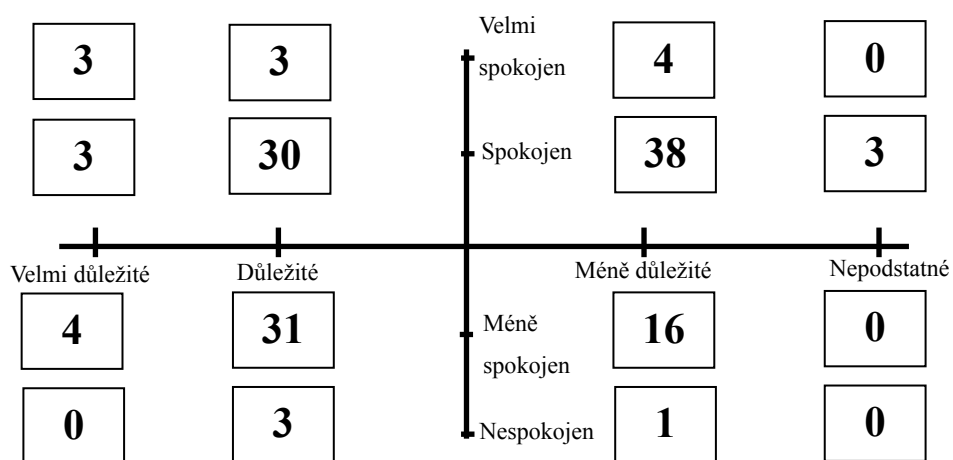 Velmi
3 3 spokojen 4 0
3 30 Spokojen 38 3
Velmi důležité Důležité Méně důležité Nepodstatné
4 31 Méně 16 0
spokojen
0 3 Nespokojen 1 0